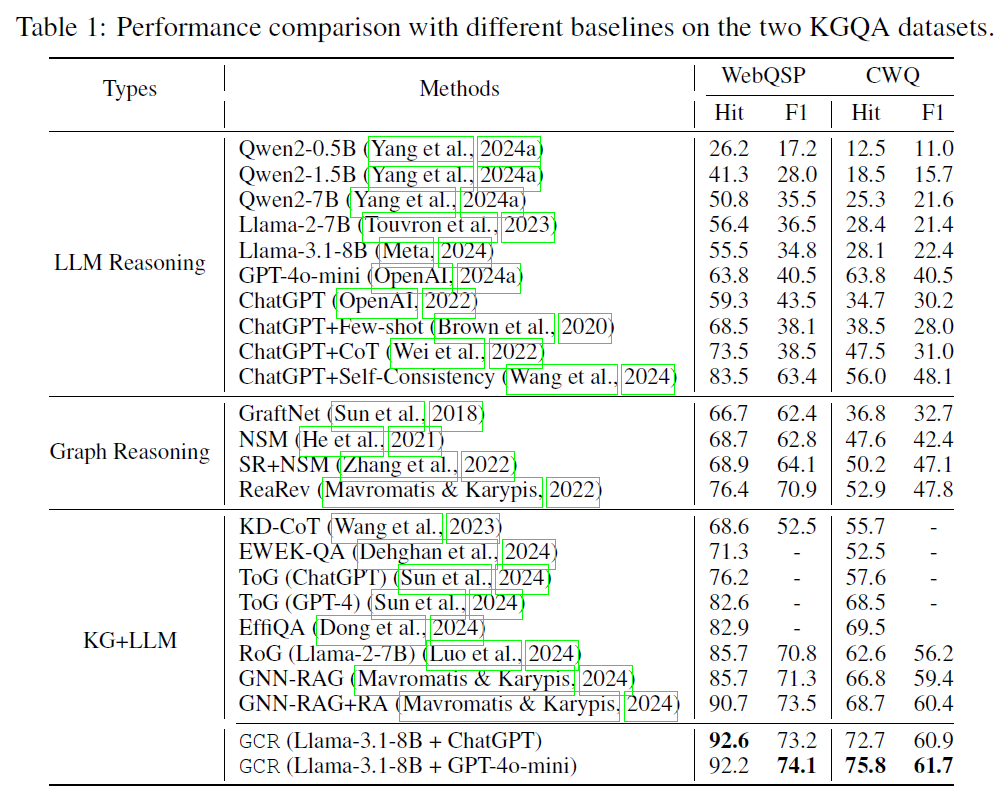 Table 1: Performance comparison with different baselines on the two KGQA datasets.
Types Methods WebQSP CWQ
Hit F1 Hit F1
LLM Reasoning
Qwen2-0.5B (Yang et al., 2024a) 26.2 17.2 12.5 11.0
Qwen2-1.5B (Yang et al., 2024a) 41.3 28.0 18.5 15.7
Qwen2-7B (Yang et al., 2024a) 50.8 35.5 25.3 21.6
Llama-2-7B (Touvron et al., 2023) 56.4 36.5 28.4 21.4
Llama-3.1-8B (Meta, 2024) 55.5 34.8 28.1 22.4
GPT-4o-mini (OpenAI, 2024a) 63.8 40.5 63.8 40.5
ChatGPT (OpenAI, 2022) 59.3 43.5 34.7 30.2
ChatGPT+Few-shot (Brown et al., 2020) 68.5 38.1 38.5 28.0
ChatGPT+CoT (Wei et al., 2022) 73.5 38.5 47.5 31.0
ChatGPT+Self-Consistency (Wang et al., 2024) 83.5 63.4 56.0 48.1
Graph Reasoning
GraftNet (Sun et al., 2018) 66.7 62.4 36.8 32.7
NSM (He et al., 2021) 68.7 62.8 47.6 42.4
SR+NSM (Zhang et al., 2022) 68.9 64.1 50.2 47.1
ReaRev (Mavromatis & Karypis, 2022) 76.4 70.9 52.9 47.8
KG+LLM
KD-CoT (Wang et al., 2023) 68.6 52.5 55.7 -
EWEK-QA (Dehghan et al., 2024) 71.3 - 52.5 -
ToG (ChatGPT) (Sun et al., 2024) 76.2 - 57.6 -
ToG (GPT-4) (Sun et al., 2024) 82.6 - 68.5 -
EffiQA (Dong et al., 2024) 82.9 - 69.5
RoG (Llama-2-7B) (Luo et al., 2024) 85.7 70.8 62.6 56.2
GNN-RAG (Mavromatis & Karypis, 2024) 85.7 71.3 66.8 59.4
GNN-RAG+RA (Mavromatis & Karypis, 2024) 90.7 73.5 68.7 60.4
GCR (Llama-3.1-8B + ChatGPT) 92.6 73.2 72.7 60.9
GCR (Llama-3.1-8B + GPT-4o-mini) 92.2 74.1 75.8 61.7